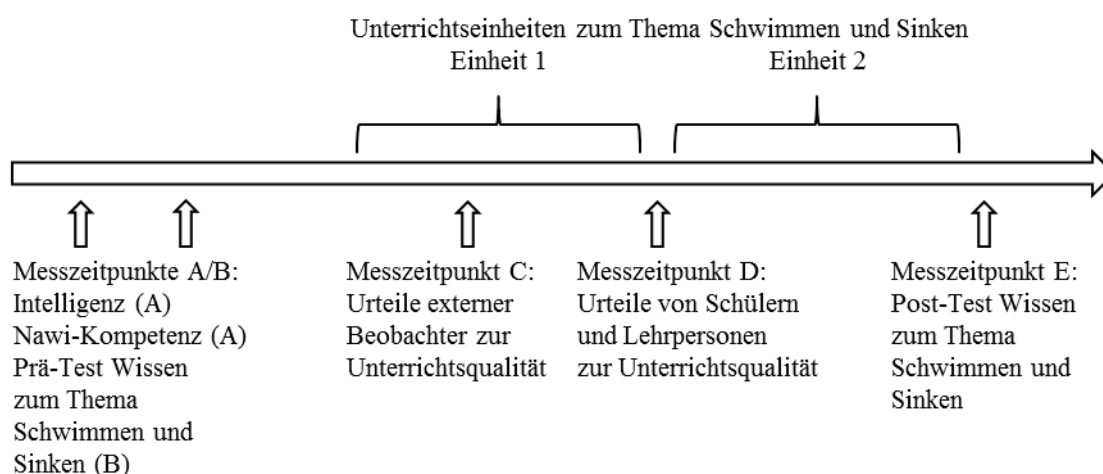 Unterrichtseinheiten zum Thema Schwimmen und Sinken
Einheit 1
Einheit 2
Messzeitpunkte A/B:
Intelligenz (A)
Nawi-Kompetenz (A)
Prä-Test Wissen
zum Thema
Schwimmen und
Sinken (B)
Messzeitpunkt C:
Urteile externer
Beobachter zur
Unterrichtsqualität
Messzeitpunkt D:
Urteile von Schülern
und Lehrpersonen
zur Unterrichtsqualität
Messzeitpunkt E:
Post-Test Wissen
zum Thema
Schwimmen und
Sinken